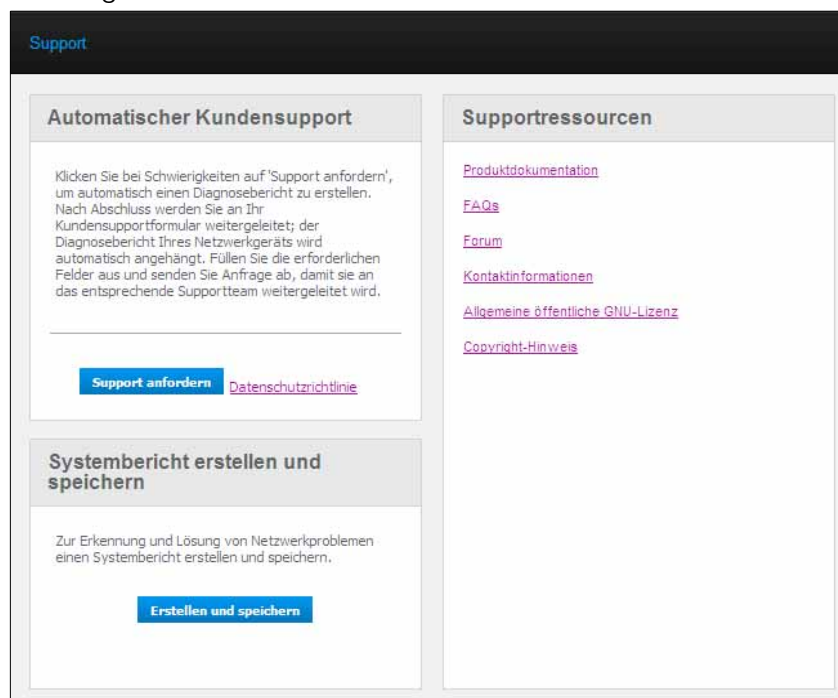 Support
Automatischer Kundensupport
Klicken Sie bei Schwierigkeiten auf 'Support anfordern',
um automatisch einen Diagnosebericht zu erstellen.
Nach Abschluss werden Sie an Ihr
Kundensupportformular weitergeleitet; der
Diagnosebericht Ihres Netzwerkgeräts wird
automatisch angehängt. Füllen Sie die erforderlichen
Felder aus und senden Sie Anfrage ab, damit sie an
das entsprechende Supportteam weitergeleitet wird.
Support anfordern Datenschutzrichtlinie
Systembericht erstellen und
speichern
Zur Erkennung und Lösung von Netzwerkproblemen
einen Systembericht erstellen und speichern.
Erstellen und speichern
Supportressourcen
Produktdokumentation
FAQs
Forum
Kontaktinformationen
Allgemeine öffentliche GNU-Lizenz
Copyright-Hinweis